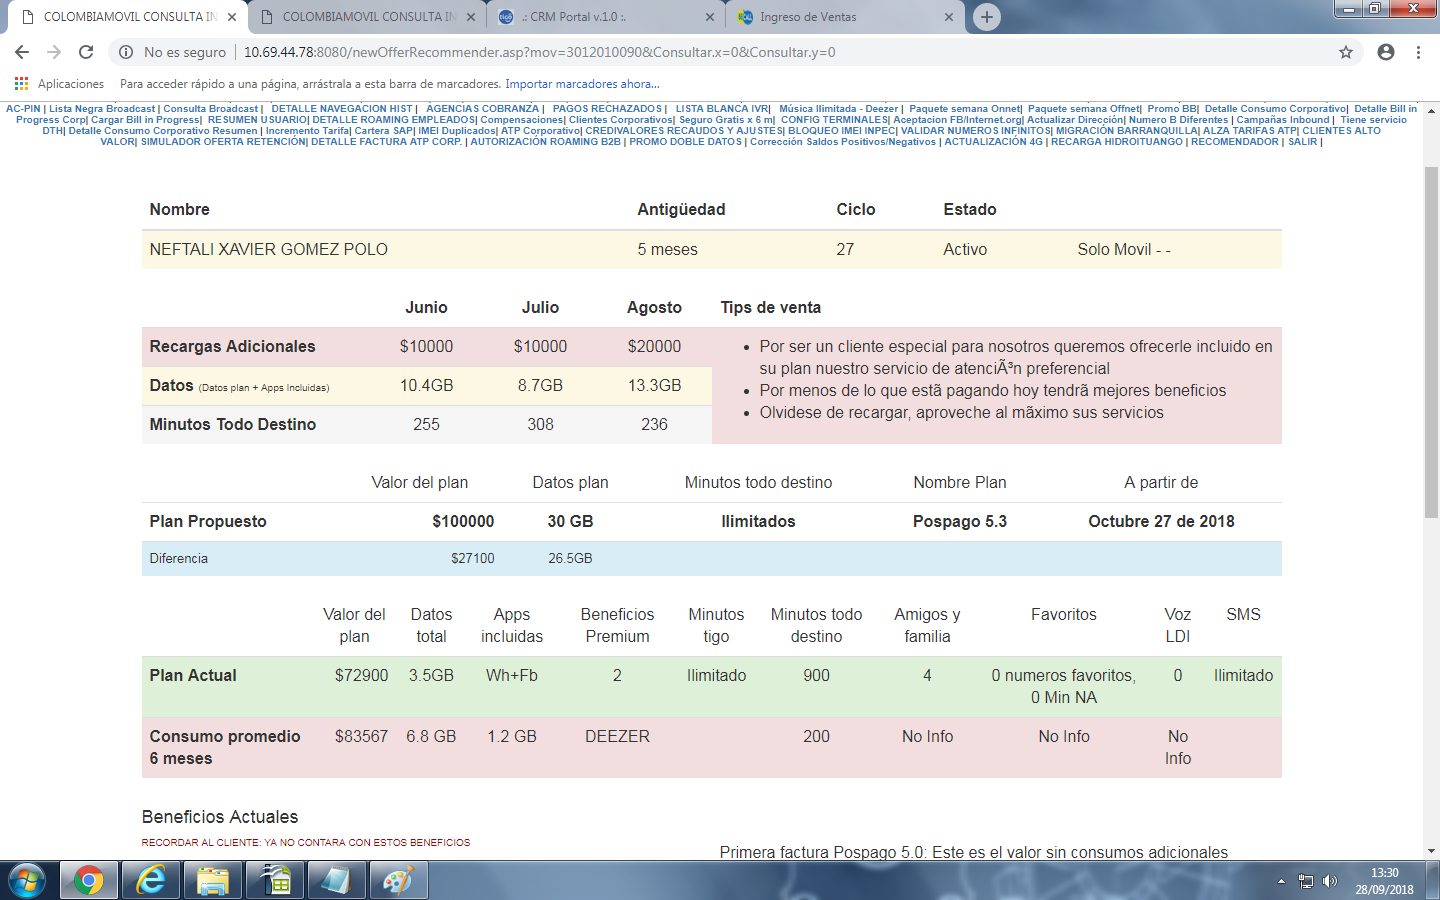 COLOMBIAMOVIL CONSULTA IN
COLOMBIAMOVIL CONSULTA IN
.: CRM Portal v.1.0 :.
Ingreso de Ventas
No es seguro | 10.69.44.78:8080/newOfferRecommender.asp?mov=3012010090&Consultar.x=0&Consultar.y=0
Aplicaciones Para acceder rápido a una página, arrástrala a esta barra de marcadores. Importar marcadores ahora...
AC-PIN | Lista Negra Broadcast | Consulta Broadcast | DETALLE NAVEGACION HIST | AGENCIAS COBRANZA | PAGOS RECHAZADOS | LISTA BLANCA IVR| Música Ilimitada - Deezer | Paquete semana Onnet| Paquete semana Offnet| Promo BB| Detalle Consumo Corporativo| Detalle Bill in
Progress Corp| Cargar Bill in Progress| RESUMEN USUARIO| DETALLE ROAMING EMPLEADOS| Compensaciones| Clientes Corporativos| Seguro Gratis x 6 m| CONFIG TERMINALES| Aceptacion FB/Internet.org| Actualizar Dirección| Numero B Diferentes | Campañas Inbound | Tiene servicio
DTH| Detalle Consumo Corporativo Resumen | Incremento Tarifa| Cartera SAP| IMEI Duplicados| ATP Corporativo| CREDIVALORES RECAUDOS Y AJUSTES| BLOQUEO IMEI INPEC| VALIDAR NUMEROS INFINITOS| MIGRACIÓN BARRANQUILLA| ALZA TARIFAS ATP| CLIENTES ALTO
VALOR| SIMULADOR OFERTA RETENCIÓN| DETALLE FACTURA ATP CORP. | AUTORIZACIÓN ROAMING B2B | PROMO DOBLE DATOS | Corrección Saldos Positivos/Negativos | ACTUALIZACIÓN 4G | RECARGA HIDROITUANGO | RECOMENDADOR | SALIR |
Nombre Antigüedad Ciclo Estado
NEFTALI XAVIER GOMEZ POLO 5 meses 27 Activo Solo Movil - -
Junio Julio Agosto Tips de venta
Recargas Adicionales $10000 $10000 $20000
Datos (Datos plan + Apps Incluidas) 10.4GB 8.7GB 13.3GB
Minutos Todo Destino 255 308 236
• Por ser un cliente especial para nosotros queremos ofrecerle incluido en
su plan nuestro servicio de atenciÃ³n preferencial
• Por menos de lo que estã pagando hoy tendrã mejores beneficios
• Olvidese de recargar, aproveche al mãximo sus servicios
Valor del plan Datos plan Minutos todo destino Nombre Plan A partir de
Plan Propuesto $100000 30 GB Ilimitados Pospago 5.3 Octubre 27 de 2018
Diferencia $27100 26.5GB
Valor del plan Datos total Apps incluidas Beneficios Premium Minutos tigo Minutos todo destino Amigos y familia Favoritos Voz LDI SMS
Plan Actual $72900 3.5GB Wh+Fb 2 Ilimitado 900 4 0 numeros favoritos, 0 Min NA 0 Ilimitado
Consumo promedio 6 meses $83567 6.8 GB 1.2 GB DEEZER 200 No Info No Info No Info
Beneficios Actuales
RECORDAR AL CLIENTE: YA NO CONTARA CON ESTOS BENEFICIOS
Primera factura Pospago 5.0: Este es el valor sin consumos adicionales
13:30
28/09/2018